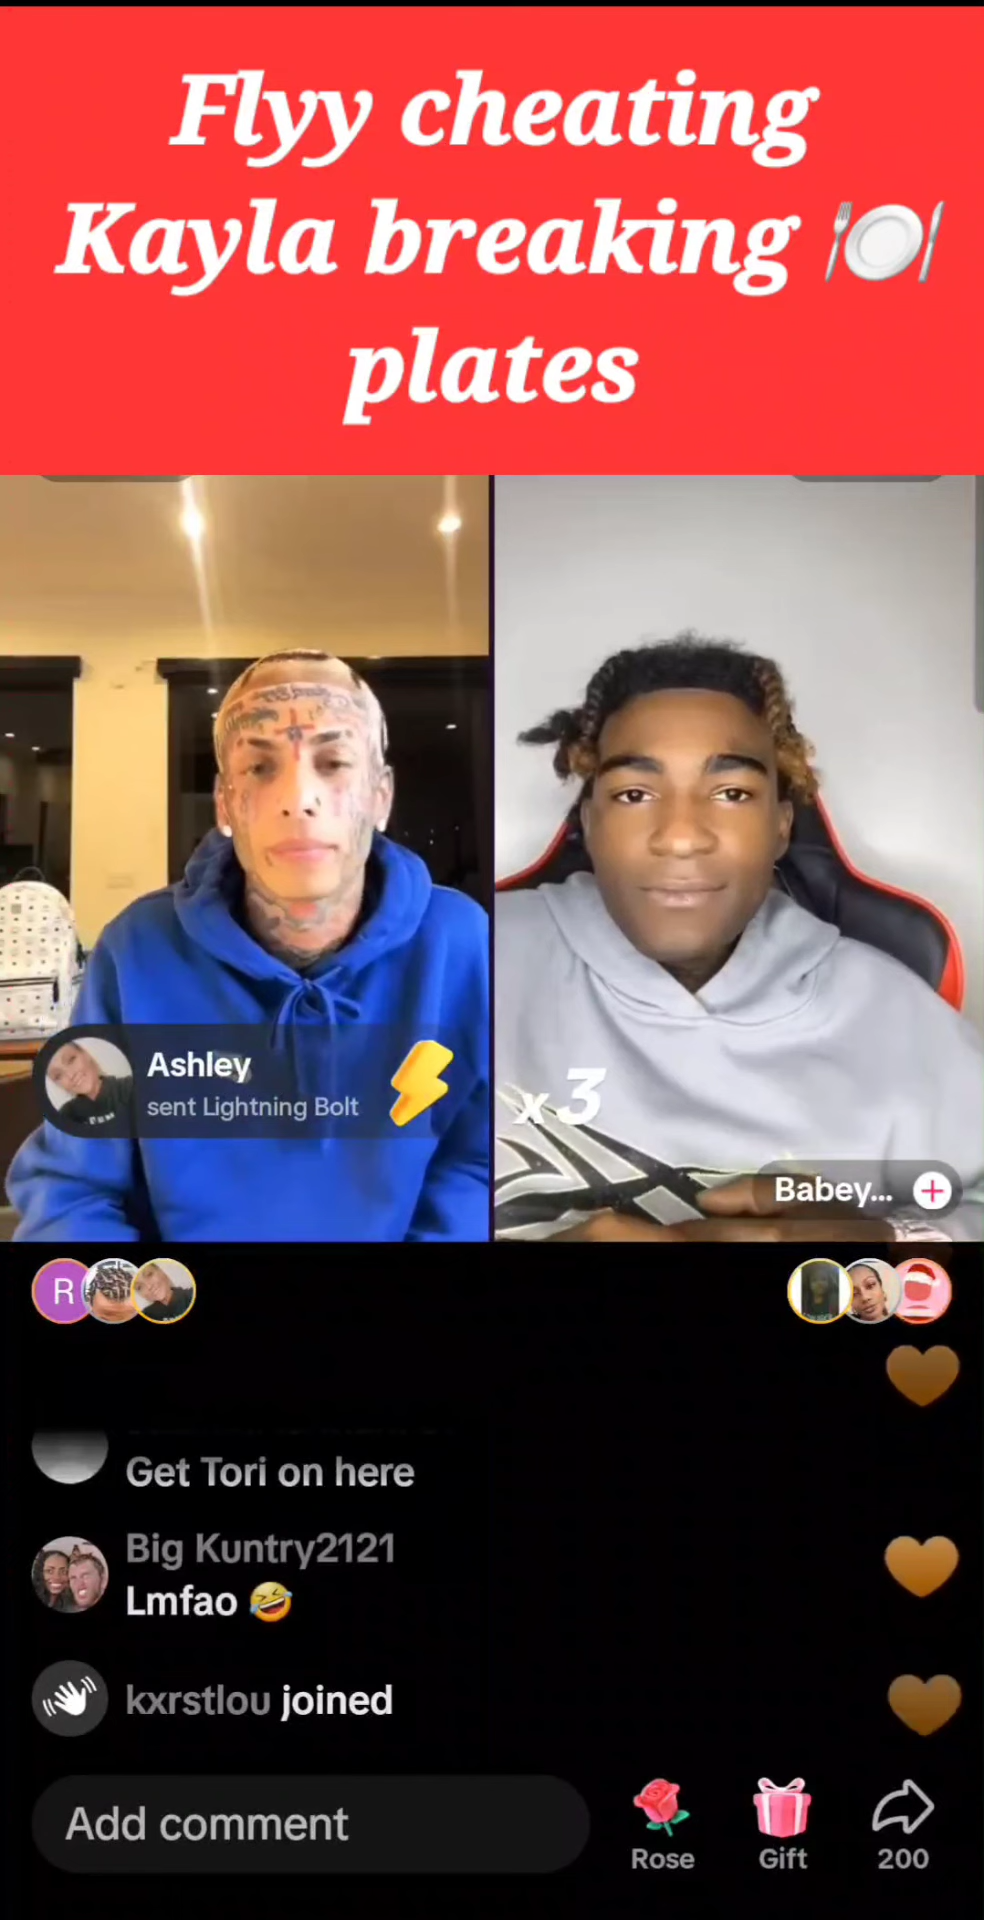 Flyy cheating
Kayla breaking 🍽
plates
Ashley
sent Lightning Bolt
x3
Babey...
R
Get Tori on here
Big Kuntry2121
Lmfao 🤣
kxrstlou joined
Add comment
Rose
Gift
200